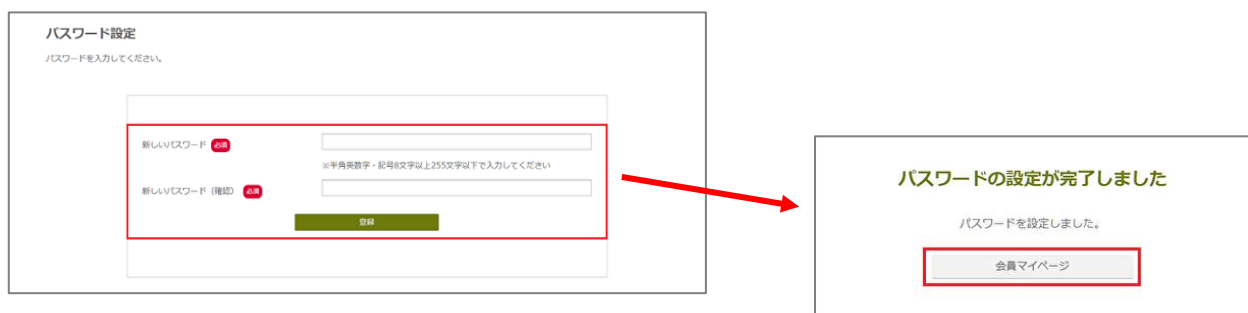 パスワード設定
パスワードを入力してください。
新しいパスワード 必須
※半角英数字・記号8文字以上255文字以下で入力してください
新しいパスワード (確認) 必須
登録
パスワードの設定が完了しました
パスワードを設定しました。
会員マイページ